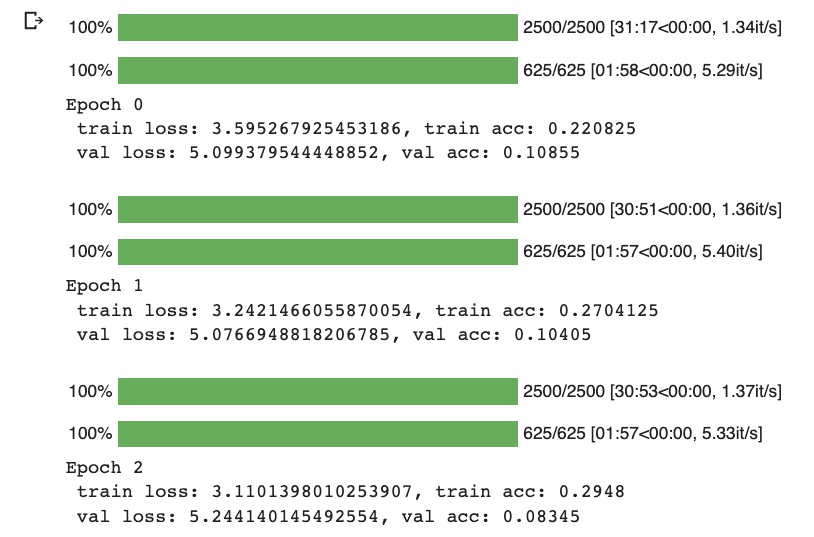 100% 2500/2500 [31:17<00:00, 1.34it/s]
100% 625/625 [01:58<00:00, 5.29it/s]
Epoch 0
train loss: 3.595267925453186, train acc: 0.220825
val loss: 5.099379544448852, val acc: 0.10855
100% 2500/2500 [30:51<00:00, 1.36it/s]
100% 625/625 [01:57<00:00, 5.40it/s]
Epoch 1
train loss: 3.2421466055870054, train acc: 0.2704125
val loss: 5.0766948818206785, val acc: 0.10405
100% 2500/2500 [30:53<00:00, 1.37it/s]
100% 625/625 [01:57<00:00, 5.33it/s]
Epoch 2
train loss: 3.1101398010253907, train acc: 0.2948
val loss: 5.244140145492554, val acc: 0.08345